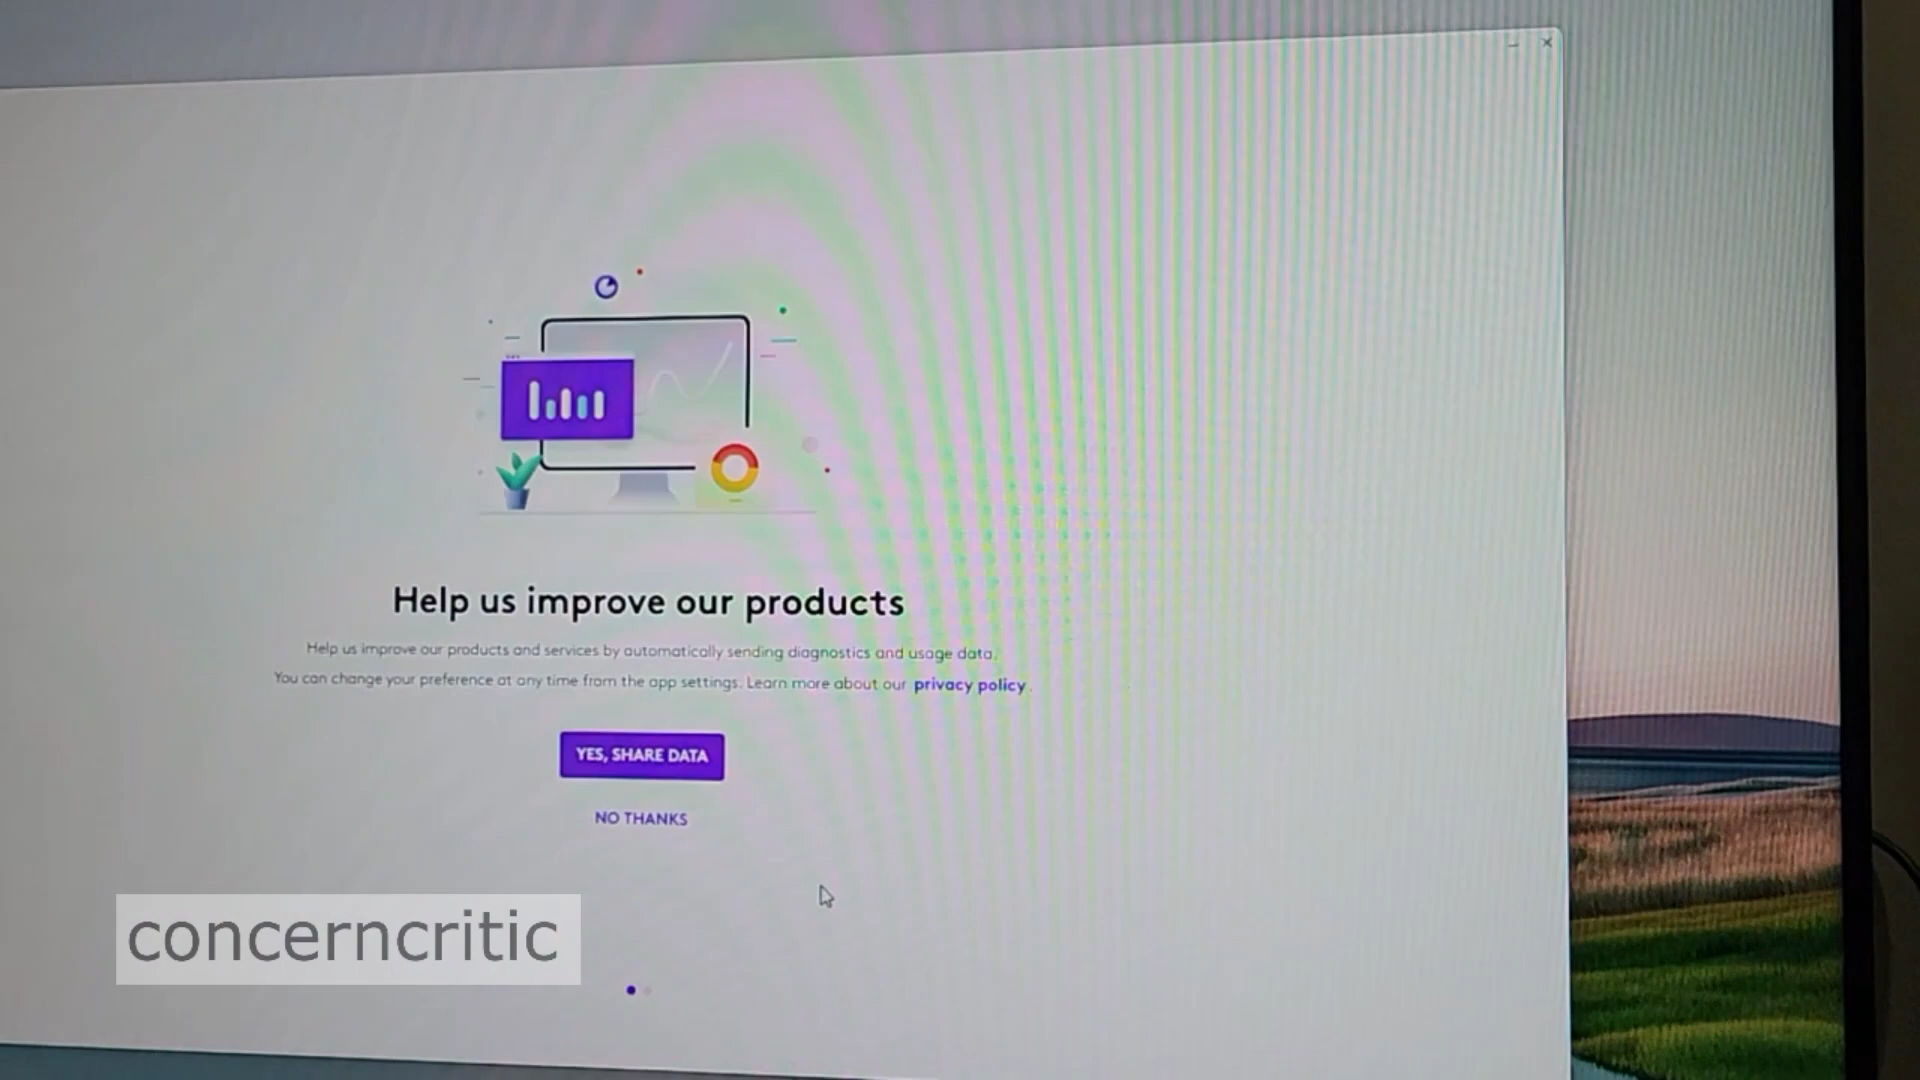 Help us improve our products
Help us improve our products and services by automatically sending diagnostics and usage data.
You can change your preference at any time from the app settings. Learn more about our privacy policy.
YES, SHARE DATA
NO THANKS
concerncritic